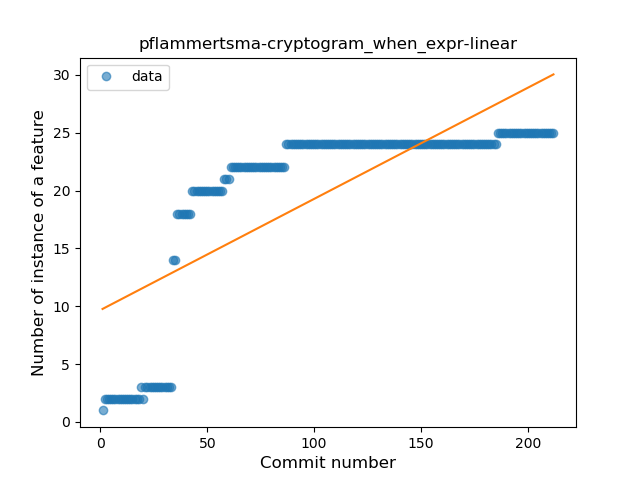 pflammertsma-cryptogram_when_expr-linear
data
Number of instance of a feature
30
25
20
15
10
5
0
0 50 100 150 200
Commit number